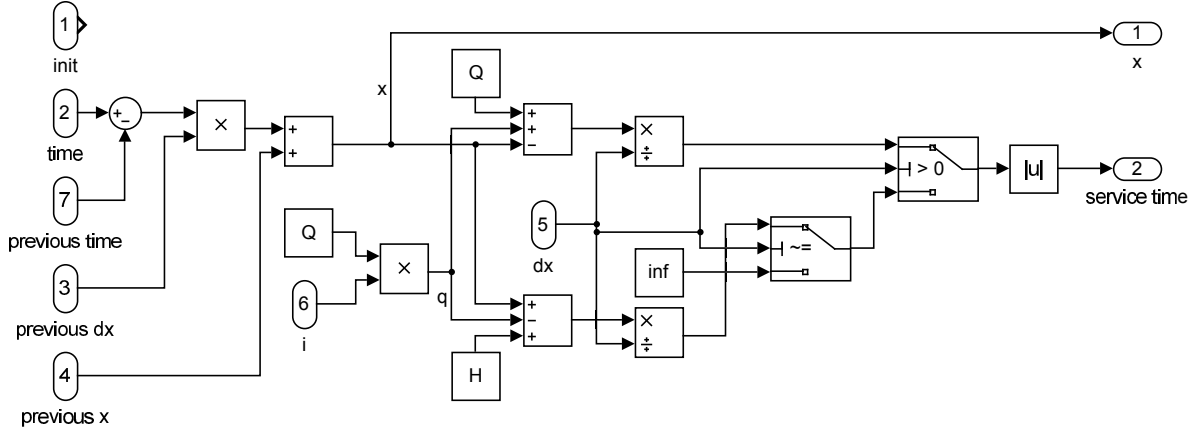 1
init
2
time
7
previous time
3
previous dx
4
previous x
+
−
×
+
+
x
Q
+
+
−
×
÷
Q
6
i
×
q
5
dx
inf
+
−
+
H
×
÷
~=
> 0
|u|
1
x
2
service time